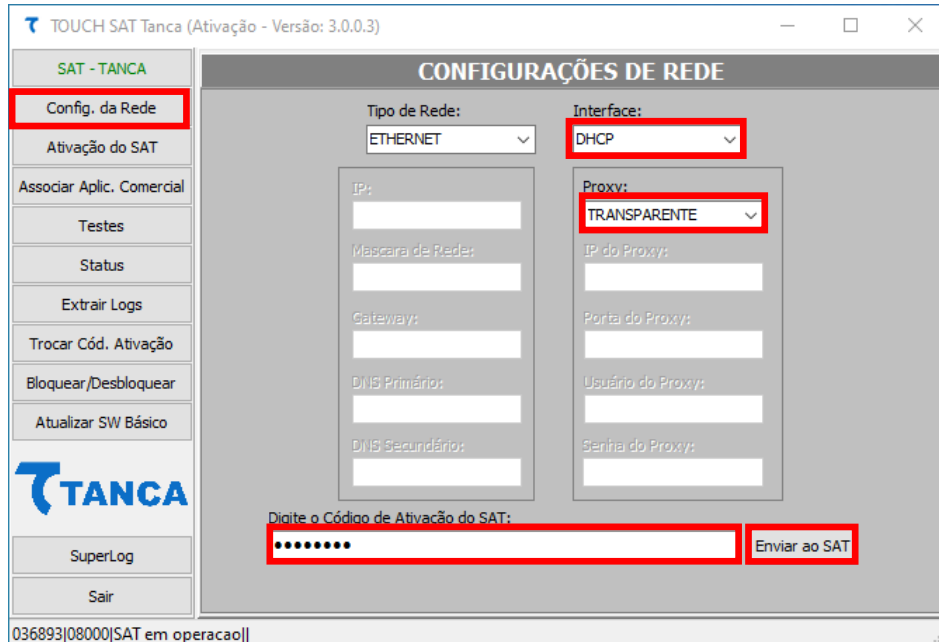 TOUCH SAT Tanca (Ativação - Versão: 3.0.0.3)
SAT - TANCA
Config. da Rede
Ativação do SAT
Associar Aplic. Comercial
Testes
Status
Extrair Logs
Trocar Cód. Ativação
Bloquear/Desbloquear
Atualizar SW Básico
TANCA
SuperLog
Sair
CONFIGURAÇÕES DE REDE
Tipo de Rede:
ETHERNET
Interface:
DHCP
IP:
Mascara de Rede:
Gateway:
DNS Primário:
DNS Secundário:
Proxy:
TRANSPARENTE
IP do Proxy:
Porta do Proxy:
Usuário do Proxy:
Senha do Proxy:
Digite o Código de Ativação do SAT:
••••••••
Enviar ao SAT
036893|08000|SAT em operacao||